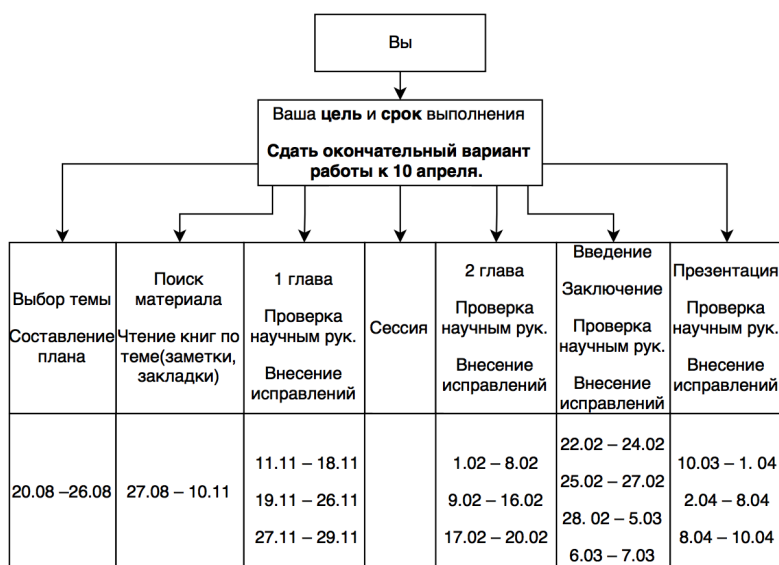 Вы
Ваша цель и срок выполнения
Сдать окончательный вариант
работы к 10 апреля.
Выбор темы
Составление
плана
Поиск
материала
Чтение книг по
теме(заметки,
закладки)
1 глава
Проверка
научным рук.
Внесение
исправлений
Сессия
2 глава
Проверка
научным рук.
Внесение
исправлений
Введение
Заключение
Проверка
научным рук.
Внесение
исправлений
Презентация
Проверка
научным рук.
Внесение
исправлений
20.08 –26.08
27.08 – 10.11
11.11 – 18.11
19.11 – 26.11
27.11 – 29.11
1.02 – 8.02
9.02 – 16.02
17.02 – 20.02
22.02 – 24.02
25.02 – 27.02
28. 02 – 5.03
6.03 – 7.03
10.03 – 1. 04
2.04 – 8.04
8.04 – 10.04